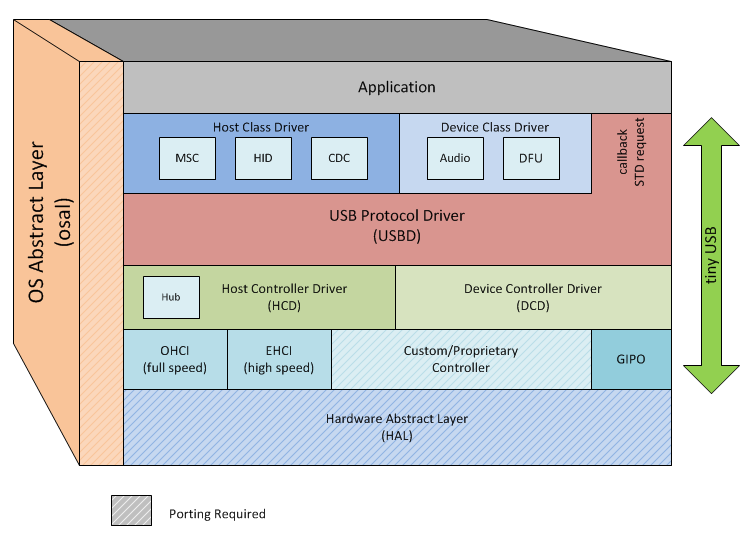 Application
OS Abstract Layer
(osal)
Host Class Driver
MSC
HID
CDC
Device Class Driver
Audio
DFU
callback
STD request
USB Protocol Driver
(USBD)
tiny USB
Hub
Host Controller Driver
(HCD)
Device Controller Driver
(DCD)
OHCI
(full speed)
EHCI
(high speed)
Custom/Proprietary
Controller
GIPO
Hardware Abstract Layer
(HAL)
Porting Required